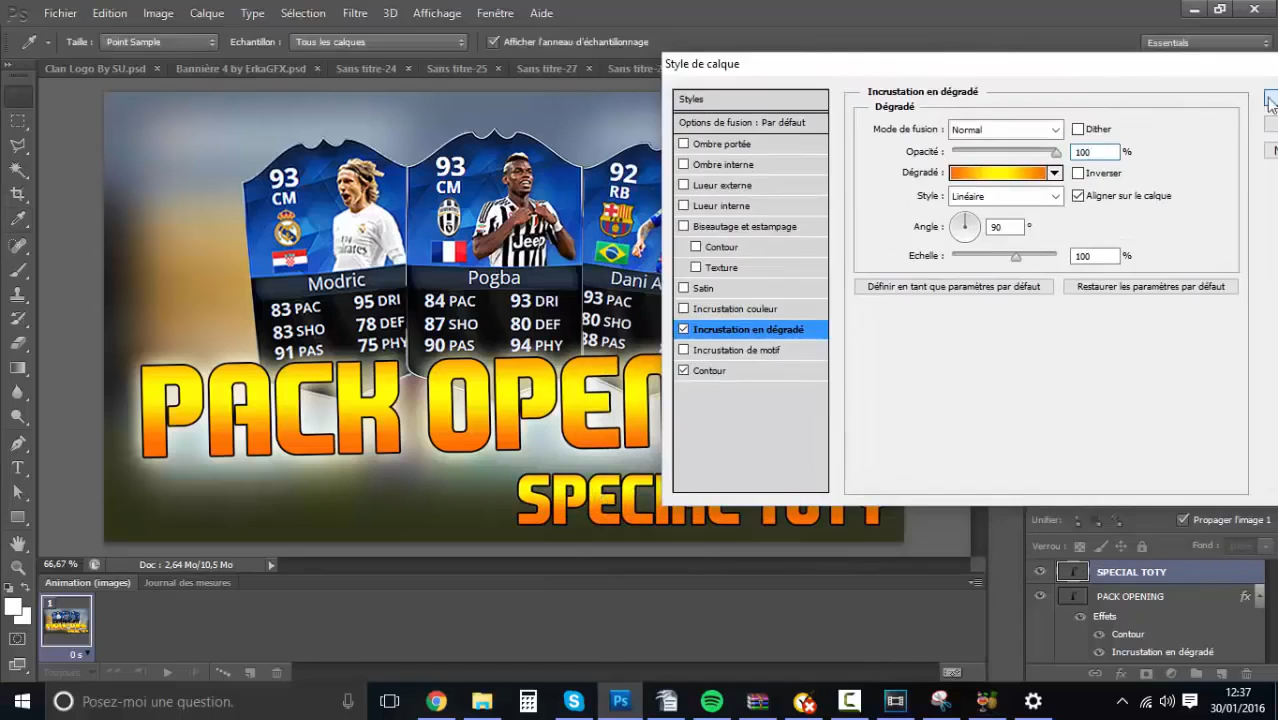 Ps Fichier Edition Image Calque Type Sélection Filtre 3D Affichage Fenêtre Aide
Taille : Point Sample Echantillon : Tous les calques Afficher l'anneau d'échantillonnage Essentials
Clan Logo By SU.psd × Bannière 4 by ErkaGFX.psd × Sans titre-24 × Sans titre-25 × Sans titre-27 ×
Style de calque
Styles
Options de fusion : Par défaut
Ombre portée
Ombre interne
Lueur externe
Lueur interne
Biseautage et estampage
Contour
Texture
Satin
Incrustation couleur
Incrustation en dégradé
Incrustation de motif
Contour
Incrustation en dégradé
Dégradé
Mode de fusion : Normal Dither
Opacité : 100 %
Dégradé : Inverser
Style : Linéaire Aligner sur le calque
Angle : 90 °
Echelle : 100 %
Définir en tant que paramètres par défaut Restaurer les paramètres par défaut
93
CM
Modric
83 PAC 95 DRI
83 SHO 78 DEF
91 PAS 75 PHY
93
CM
Pogba
84 PAC 93 DRI
87 SHO 80 DEF
90 PAS 94 PHY
92
RB
Dani A
93 PAC
80 SHO
88 PAS
PACK OPEN
SPECIAL TOTY
66,67 % Doc : 2,64 Mo/10,5 Mo
Animation (images) Journal des mesures
1
0 s
Toujours
Unifier: Propager l'image 1
Verrou : Fond :
SPECIAL TOTY
PACK OPENING fx
Effets
Contour
Incrustation en dégradé
Posez-moi une question.
12:37
30/01/2016